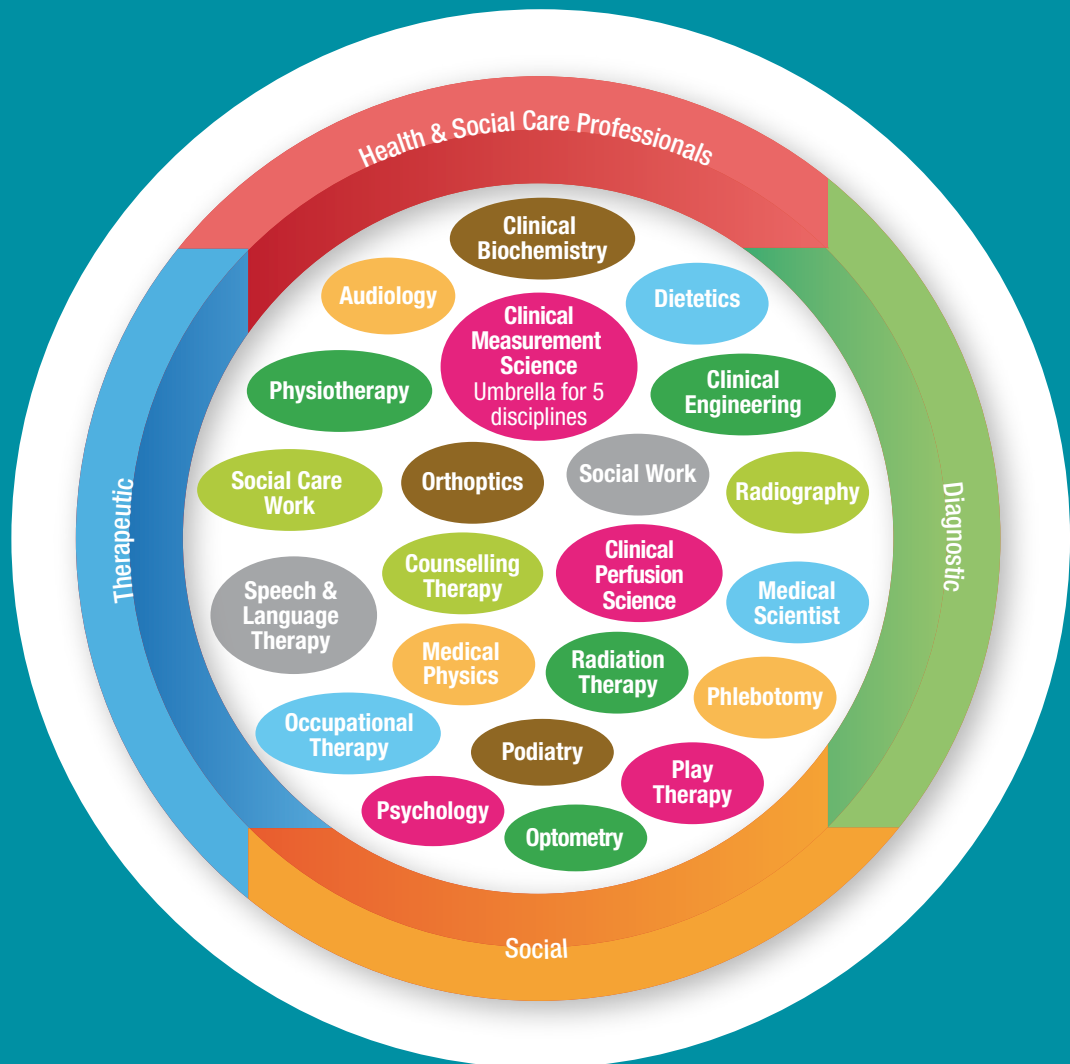 Health & Social Care Professionals
Clinical
Biochemistry
Audiology
Dietetics
Clinical
Measurement
Science
Umbrella for 5
disciplines
Physiotherapy
Clinical
Engineering
Social Care
Work
Orthoptics
Social Work
Radiography
Therapeutic
Diagnostic
Speech &
Language
Therapy
Counselling
Therapy
Clinical
Perfusion
Science
Medical
Scientist
Medical
Physics
Radiation
Therapy
Phlebotomy
Occupational
Therapy
Podiatry
Play
Therapy
Psychology
Optometry
Social